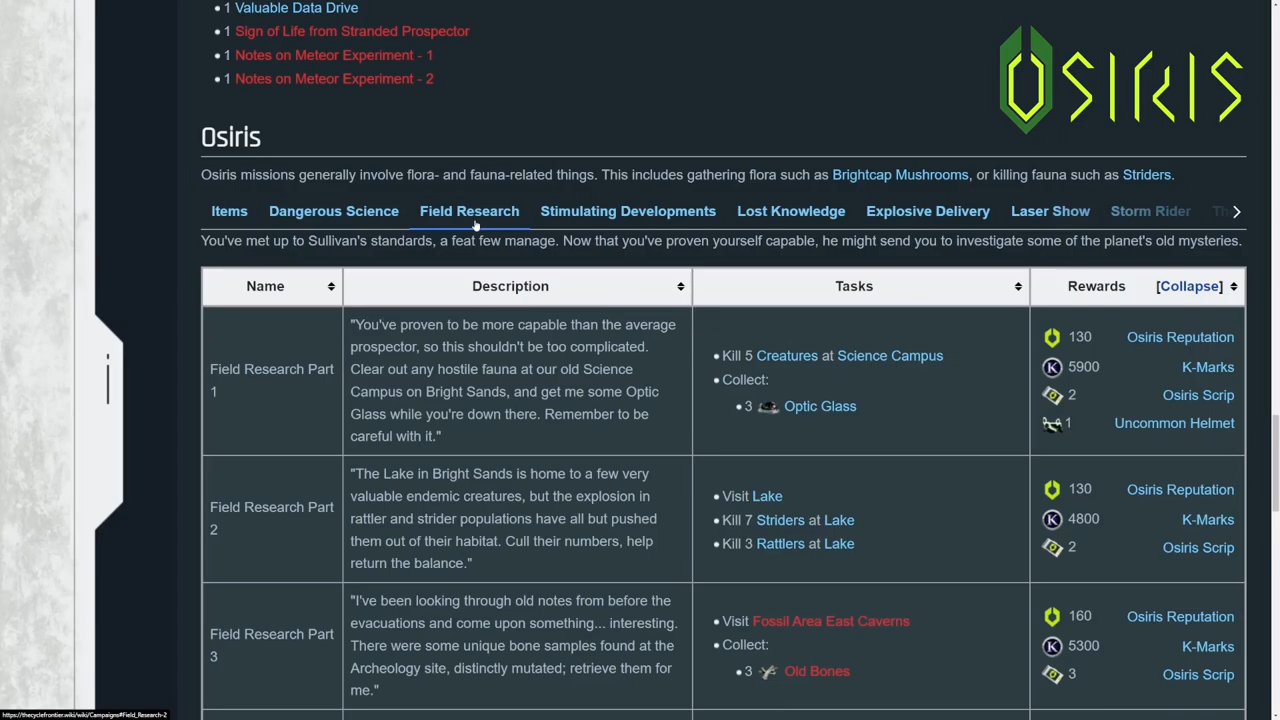 1 Valuable Data Drive
1 Sign of Life from Stranded Prospector
1 Notes on Meteor Experiment - 1
1 Notes on Meteor Experiment - 2
OSIRIS
Osiris
Osiris missions generally involve flora- and fauna-related things. This includes gathering flora such as Brightcap Mushrooms, or killing fauna such as Striders.
Items Dangerous Science Field Research Stimulating Developments Lost Knowledge Explosive Delivery Laser Show Storm Rider
You've met up to Sullivan's standards, a feat few manage. Now that you've proven yourself capable, he might send you to investigate some of the planet's old mysteries.
Name Description Tasks Rewards [Collapse]
Field Research Part
1
"You've proven to be more capable than the average
prospector, so this shouldn't be too complicated.
Clear out any hostile fauna at our old Science
Campus on Bright Sands, and get me some Optic
Glass while you're down there. Remember to be
careful with it."
Kill 5 Creatures at Science Campus
Collect:
3 Optic Glass
130 Osiris Reputation
5900 K-Marks
2 Osiris Scrip
1 Uncommon Helmet
Field Research Part
2
"The Lake in Bright Sands is home to a few very
valuable endemic creatures, but the explosion in
rattler and strider populations have all but pushed
them out of their habitat. Cull their numbers, help
return the balance."
Visit Lake
Kill 7 Striders at Lake
Kill 3 Rattlers at Lake
130 Osiris Reputation
4800 K-Marks
2 Osiris Scrip
Field Research Part
3
"I've been looking through old notes from before the
evacuations and come upon something... interesting.
There were some unique bone samples found at the
Archeology site, distinctly mutated; retrieve them for
me."
Visit Fossil Area East Caverns
Collect:
3 Old Bones
160 Osiris Reputation
5300 K-Marks
3 Osiris Scrip
https://thecyclefrontier.wiki/wiki/Campaigns#Field_Research-2